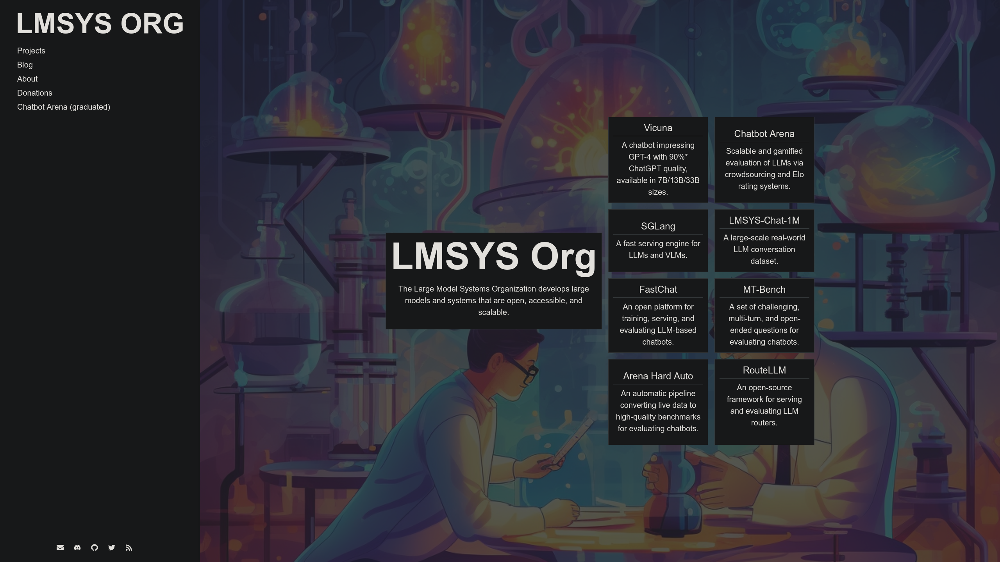 LMSYS ORG
Projects
Blog
About
Donations
Chatbot Arena (graduated)
LMSYS Org
The Large Model Systems Organization develops large
models and systems that are open, accessible, and
scalable.
Vicuna
A chatbot impressing
GPT-4 with 90%*
ChatGPT quality,
available in 7B/13B/33B
sizes.
Chatbot Arena
Scalable and gamified
evaluation of LLMs via
crowdsourcing and Elo
rating systems.
SGLang
A fast serving engine for
LLMs and VLMs.
LMSYS-Chat-1M
A large-scale real-world
LLM conversation
dataset.
FastChat
An open platform for
training, serving, and
evaluating LLM-based
chatbots.
MT-Bench
A set of challenging,
multi-turn, and open-
ended questions for
evaluating chatbots.
Arena Hard Auto
An automatic pipeline
converting live data to
high-quality benchmarks
for evaluating chatbots.
RouteLLM
An open-source
framework for serving
and evaluating LLM
routers.